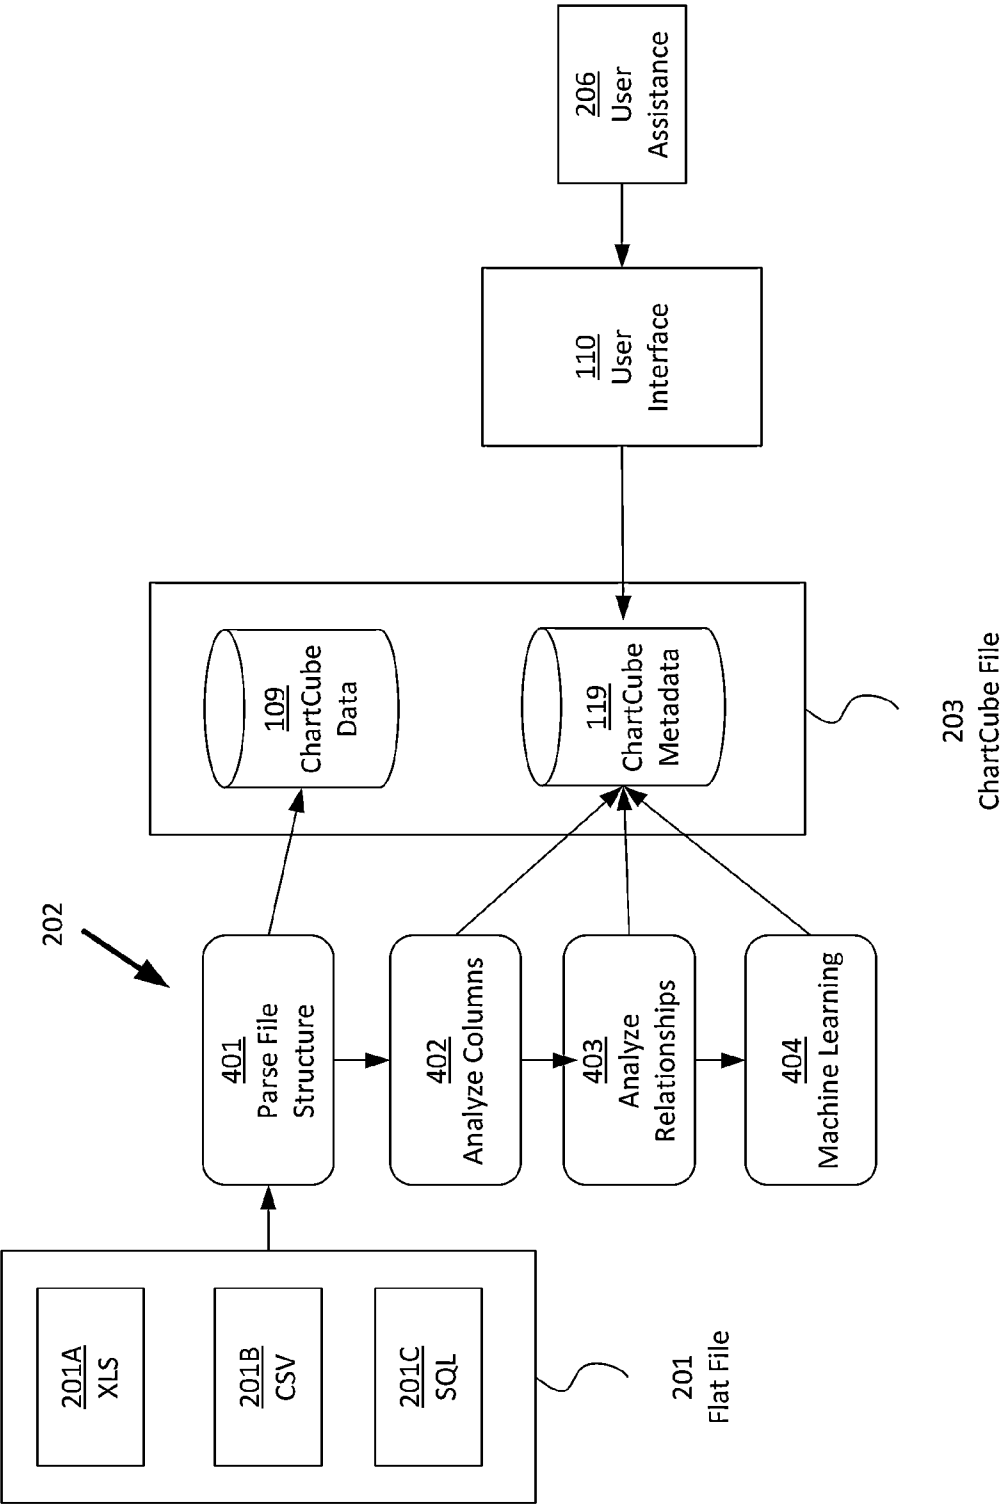 201A
XLS
201B
CSV
201C
SQL
201
Flat File
202
401
Parse File
Structure
402
Analyze Columns
403
Analyze
Relationships
404
Machine Learning
109
ChartCube
Data
119
ChartCube
Metadata
203
ChartCube File
110
User
Interface
206
User
Assistance